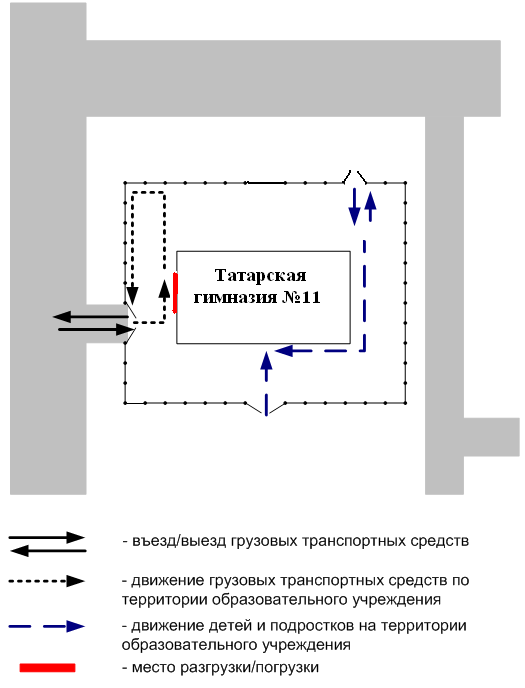 Татарская
гимназия №11
- въезд/выезд грузовых транспортных средств
- движение грузовых транспортных средств по
территории образовательного учреждения
- движение детей и подростков на территории
образовательного учреждения
- место разгрузки/погрузки